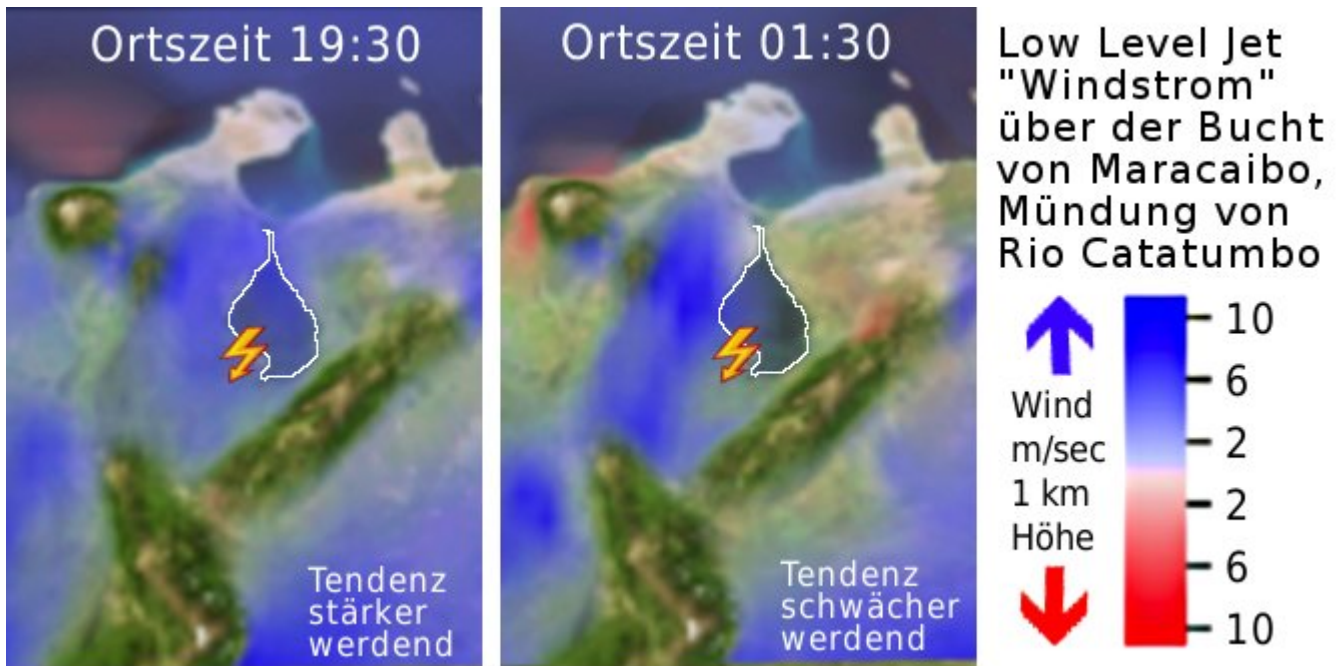 Ortszeit 19:30
Tendenz
stärker
werdend
Ortszeit 01:30
Tendenz
schwächer
werdend
Low Level Jet
"Windstrom"
über der Bucht
von Maracaibo,
Mündung von
Rio Catatumbo
Wind
m/sec
1 km
Höhe
10
6
2
2
6
10